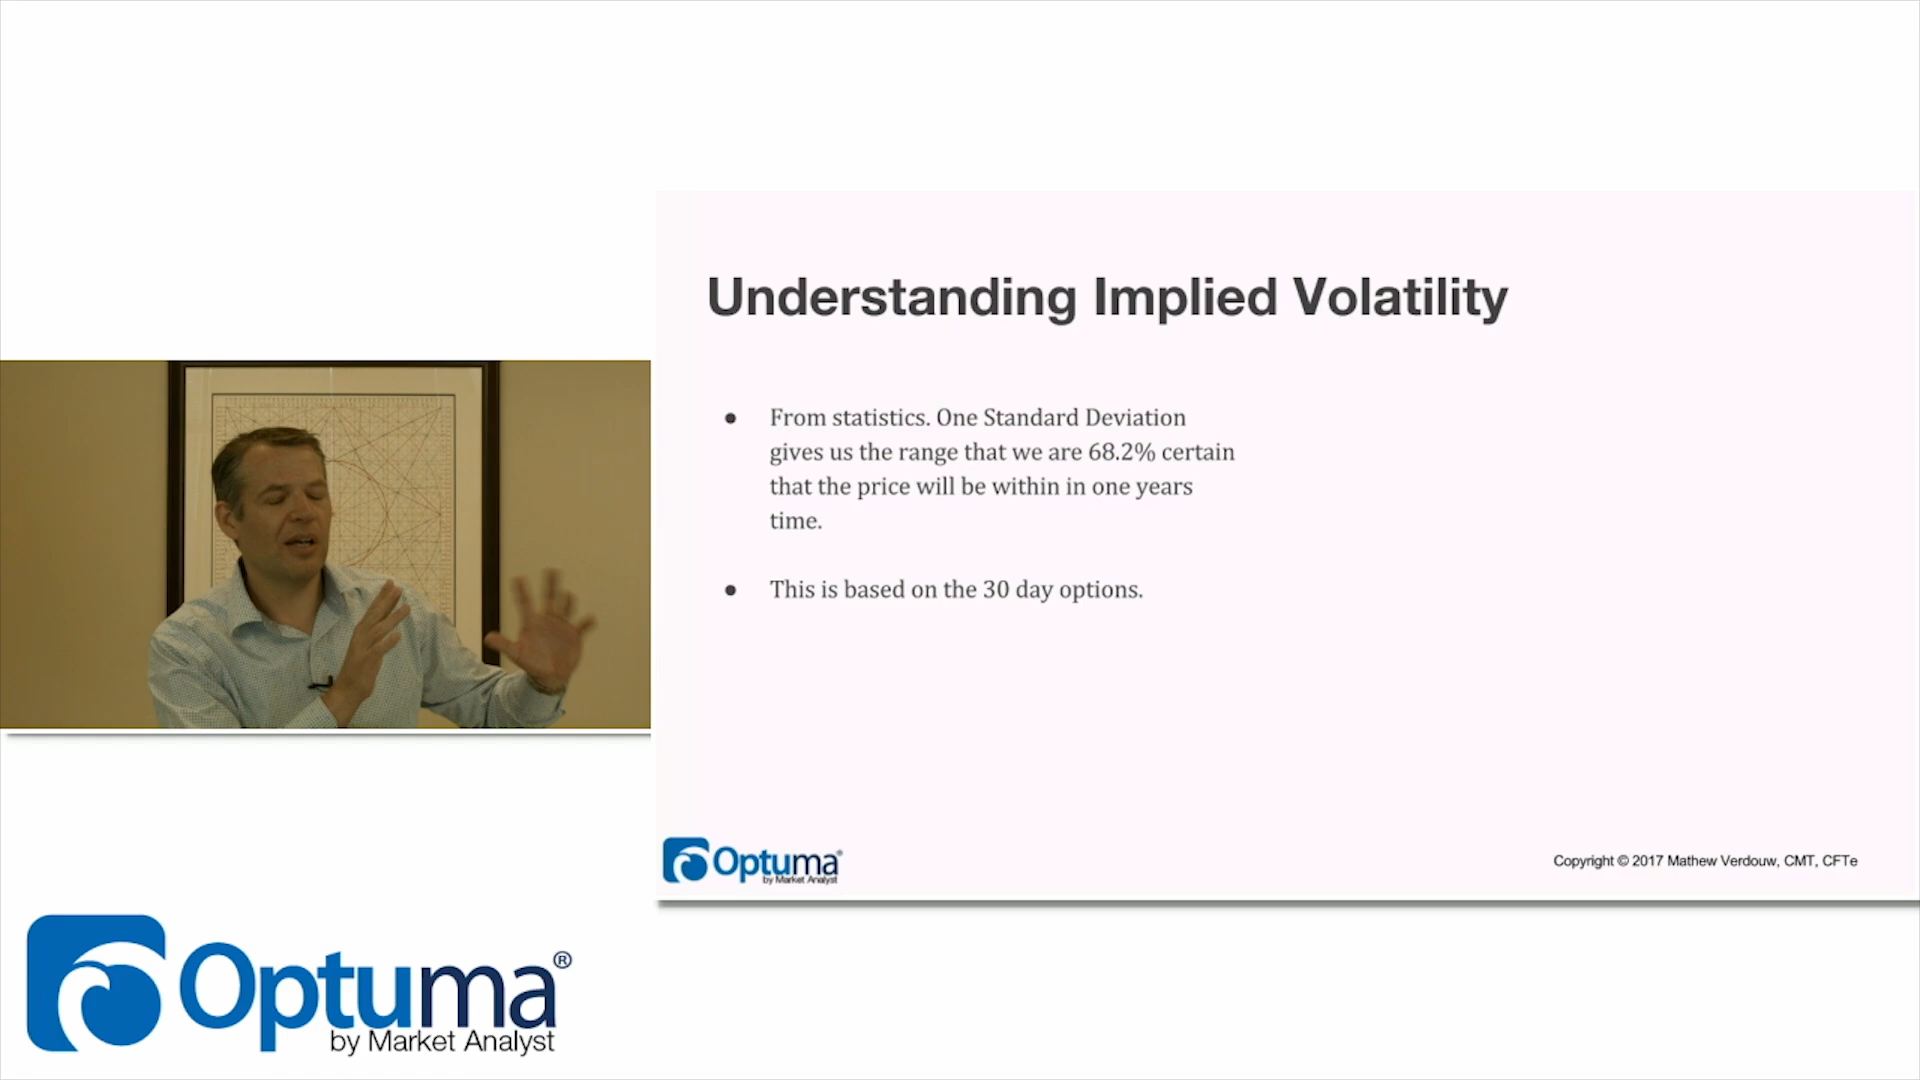 Understanding Implied Volatility
● From statistics. One Standard Deviation
gives us the range that we are 68.2% certain
that the price will be within in one years
time.
● This is based on the 30 day options.
Optuma®
by Market Analyst
Copyright © 2017 Mathew Verdouw, CMT, CFTe
Optuma®
by Market Analyst